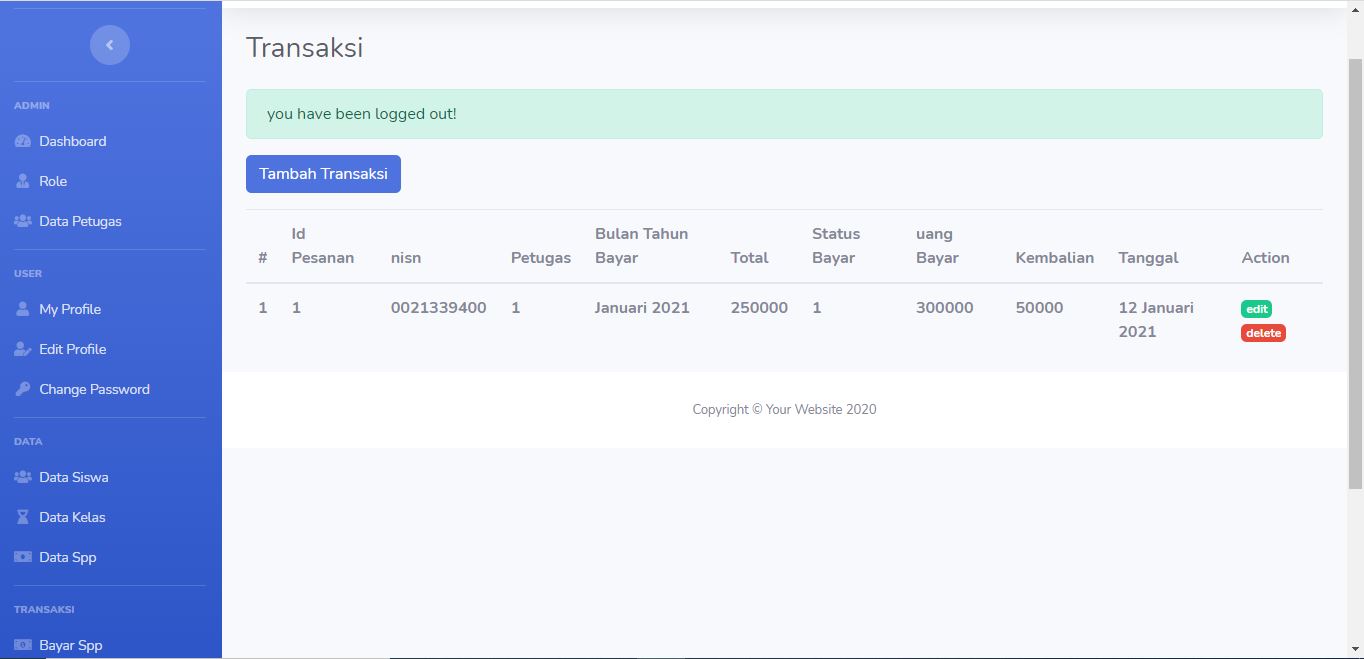 ADMIN
Dashboard
Role
Data Petugas
USER
My Profile
Edit Profile
Change Password
DATA
Data Siswa
Data Kelas
Data Spp
TRANSAKSI
Bayar Spp
Transaksi
you have been logged out!
Tambah Transaksi
# Id Pesanan nisn Petugas Bulan Tahun Bayar Total Status Bayar uang Bayar Kembalian Tanggal Action
1 1 0021339400 1 Januari 2021 250000 1 300000 50000 12 Januari 2021 edit delete
Copyright © Your Website 2020